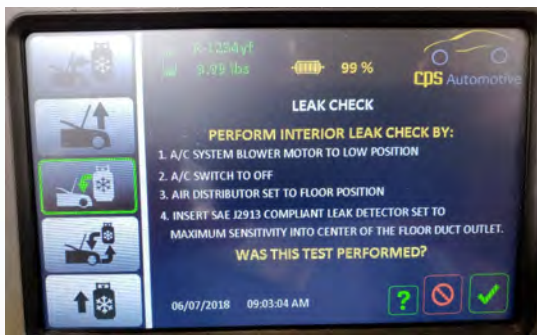 R-1234yf
9.99 lbs
99 %
CPS Automotive
LEAK CHECK
PERFORM INTERIOR LEAK CHECK BY:
1. A/C SYSTEM BLOWER MOTOR TO LOW POSITION
2. A/C SWITCH TO OFF
3. AIR DISTRIBUTOR SET TO FLOOR POSITION
4. INSERT SAE J2913 COMPLIANT LEAK DETECTOR SET TO
MAXIMUM SENSITIVITY INTO CENTER OF THE FLOOR DUCT OUTLET.
WAS THIS TEST PERFORMED?
06/07/2018 09:03:04 AM
?